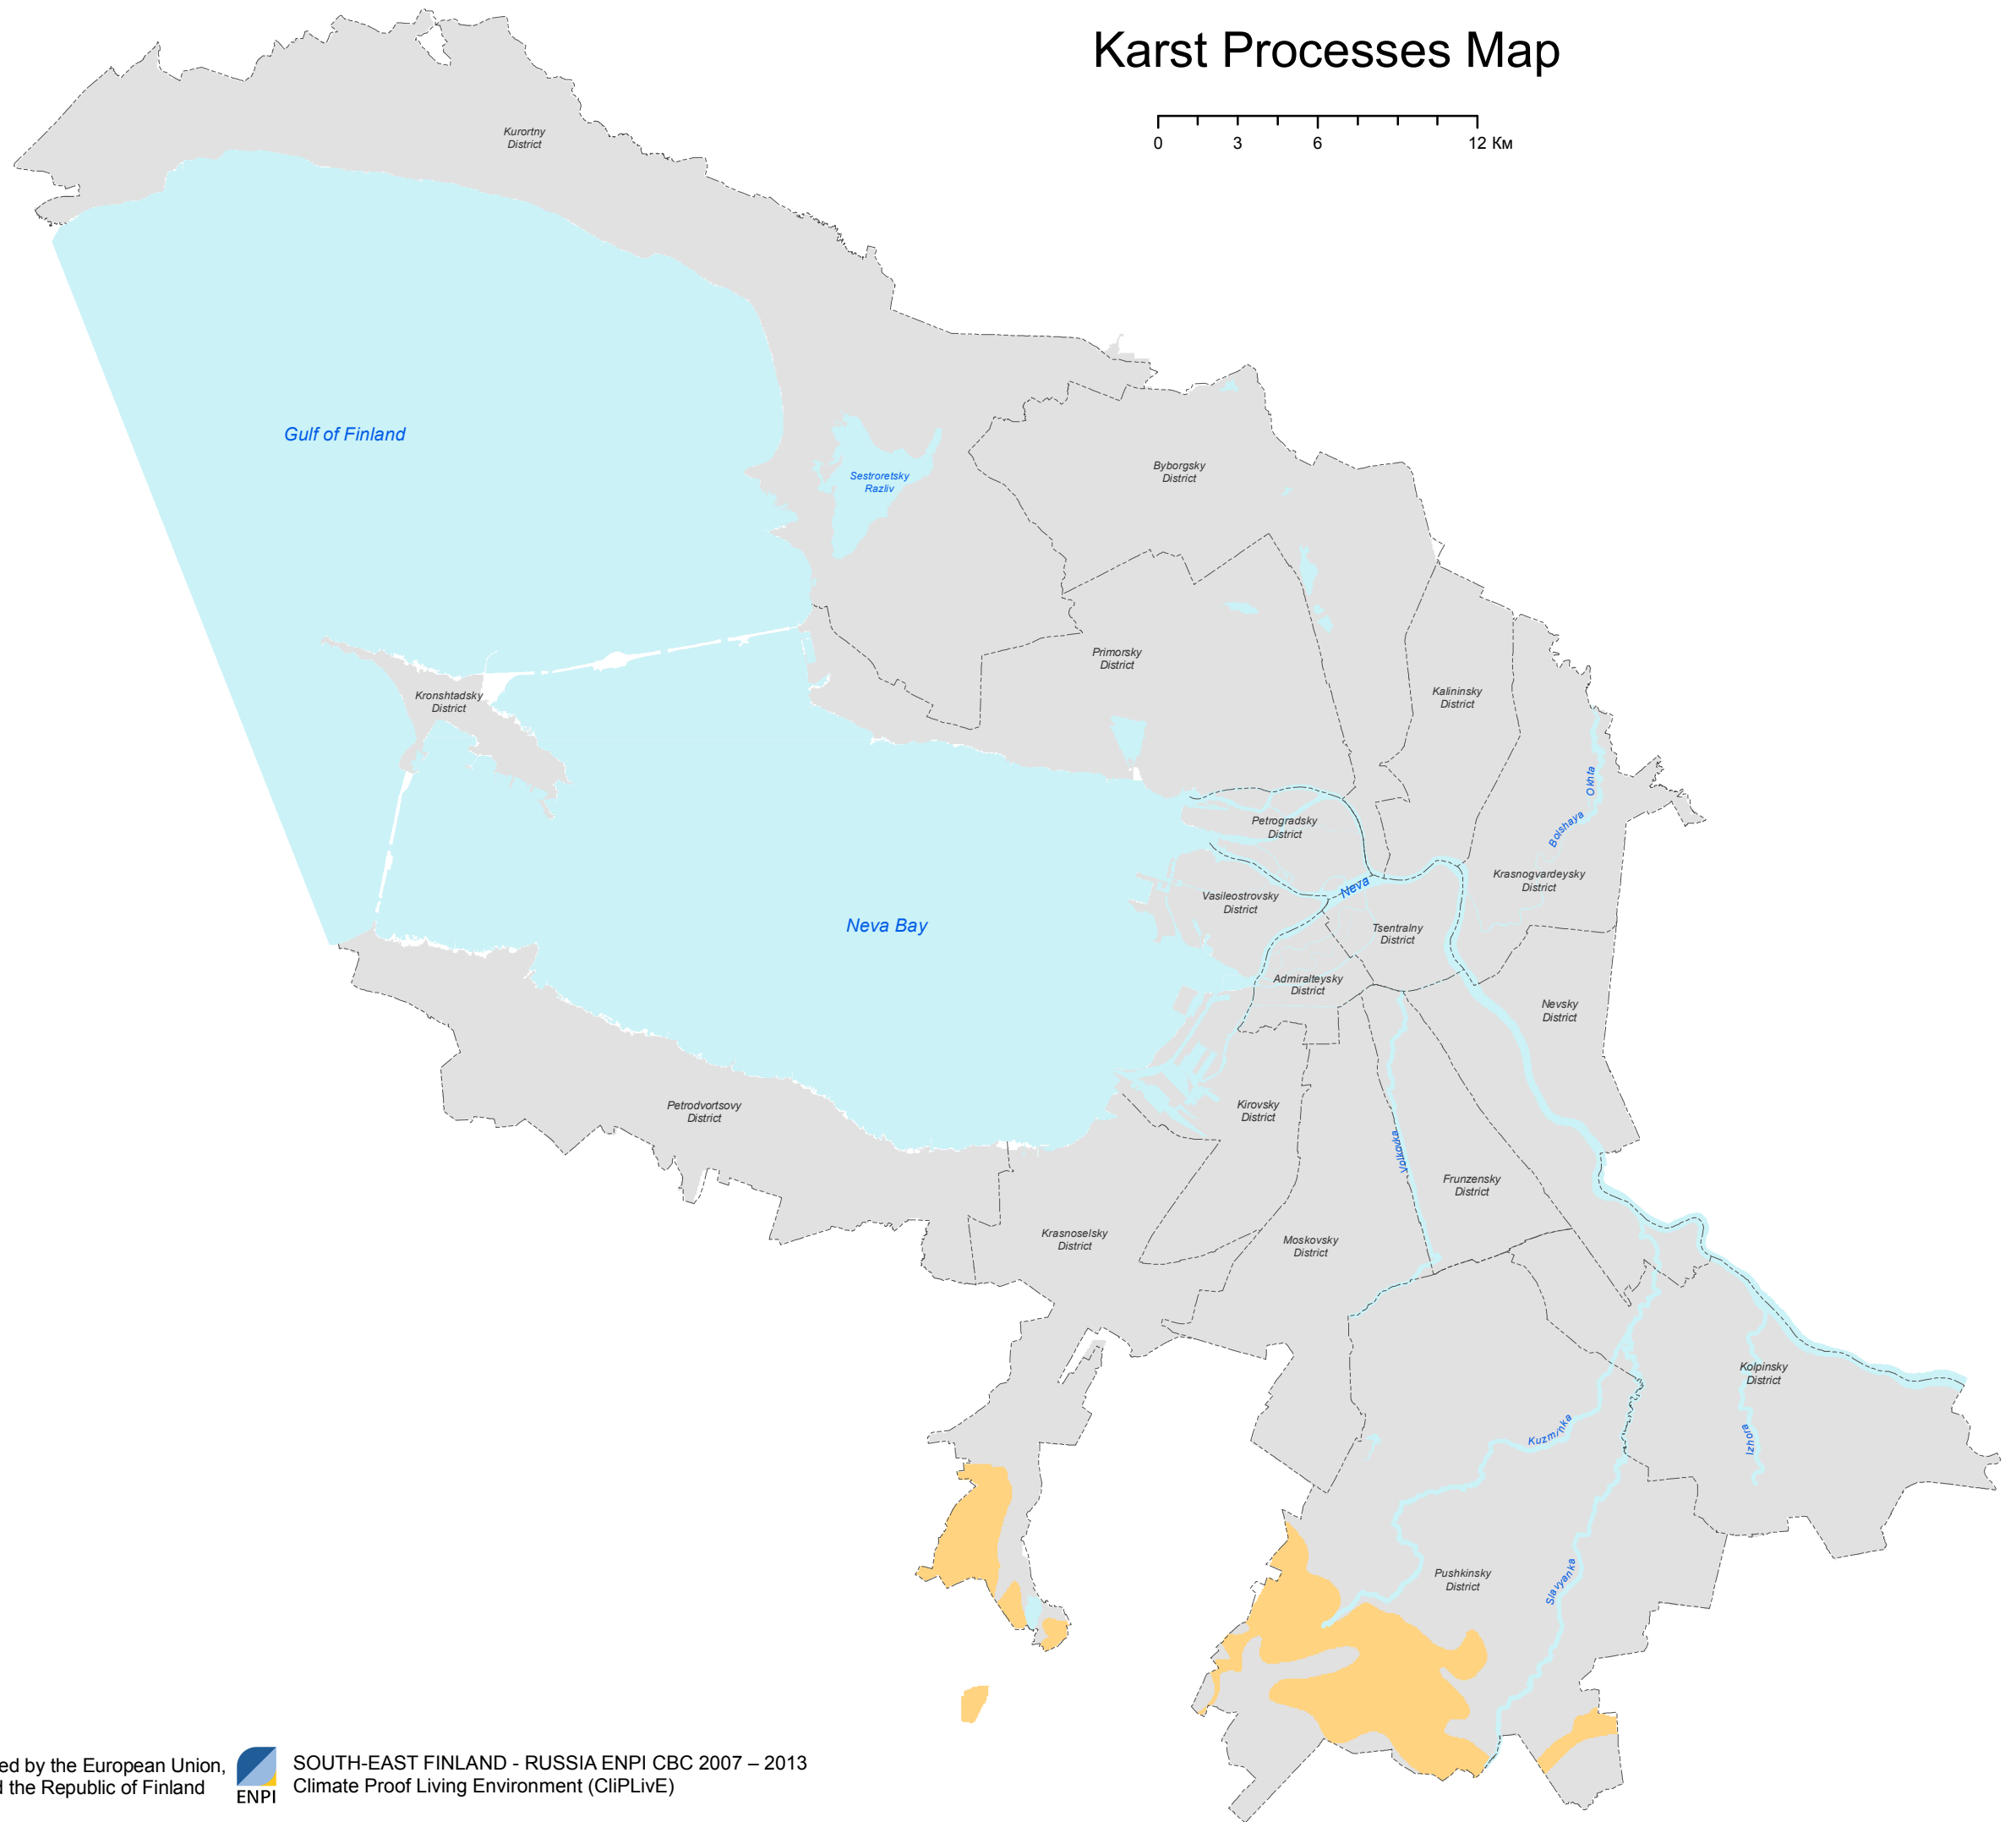 Karst Processes Map
0 3 6 12 Км
Kurortny
District
Gulf of Finland
Sestroretsky
Razliv
Byborgsky
District
Primorsky
District
Kronshtadsky
District
Kalininsky
District
Okhta
Bolshaya
Petrogradsky
District
Krasnogvardeysky
District
Neva
Vasileostrovsky
District
Neva Bay
Tsentralny
District
Admiralteysky
District
Nevsky
District
Petrodvortsovy
District
Kirovsky
District
Volkovka
Frunzensky
District
Krasnoselsky
District
Moskovsky
District
Kolpinsky
District
Kuzminka
Izhora
Pushkinsky
District
Slavyanka
ed by the European Union,
d the Republic of Finland
ENPI
SOUTH-EAST FINLAND - RUSSIA ENPI CBC 2007 – 2013
Climate Proof Living Environment (CliPLivE)